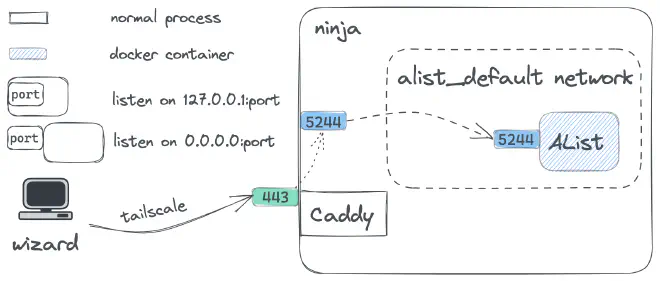 normal process
docker container
port
listen on 127.0.0.1:port
port
listen on 0.0.0.0:port
wizard
tailscale
443
ninja
alist_default network
5244
5244
AList
Caddy